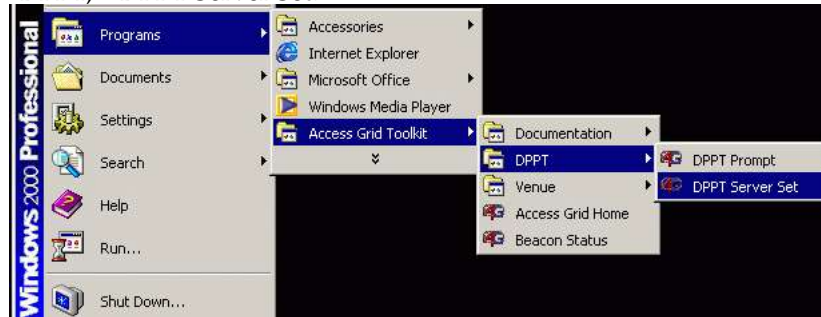 Windows 2000 Professional
Programs
Documents
Settings
Search
Help
Run...
Shut Down...
Accessories
Internet Explorer
Microsoft Office
Windows Media Player
Access Grid Toolkit
Documentation
DPPT
Venue
Access Grid Home
Beacon Status
DPPT Prompt
DPPT Server Set